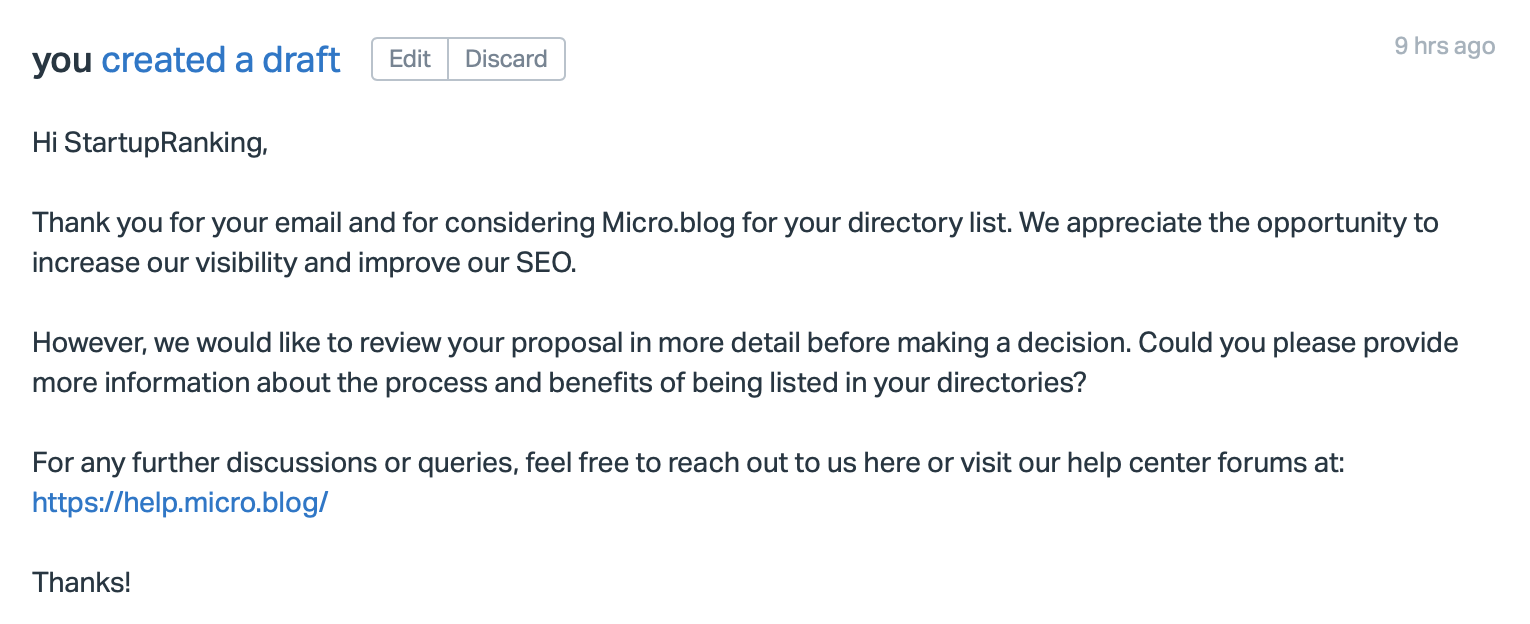 you created a draft Edit Discard 9 hrs ago
Hi StartupRanking,
Thank you for your email and for considering Micro.blog for your directory list. We appreciate the opportunity to
increase our visibility and improve our SEO.
However, we would like to review your proposal in more detail before making a decision. Could you please provide
more information about the process and benefits of being listed in your directories?
For any further discussions or queries, feel free to reach out to us here or visit our help center forums at:
https://help.micro.blog/
Thanks!